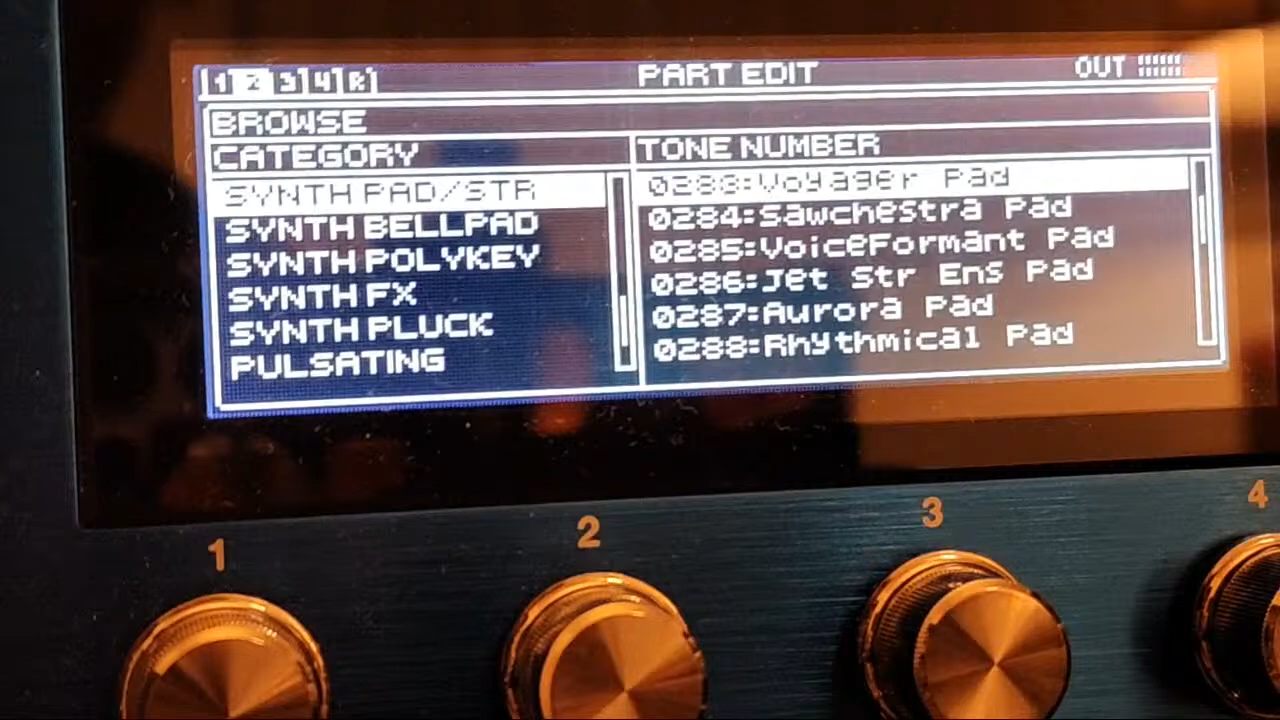 1 2 3 4 R PART EDIT OUT
BROWSE
CATEGORY TONE NUMBER
SYNTH PAD/STR 0283:Voyager Pad
SYNTH BELLPAD 0284:Sawchestra Pad
SYNTH POLYKEY 0285:VoiceFormant Pad
SYNTH FX 0286:Jet Str Ens Pad
SYNTH PLUCK 0287:Aurora Pad
PULSATING 0288:Rhythmical Pad
1 2 3 4